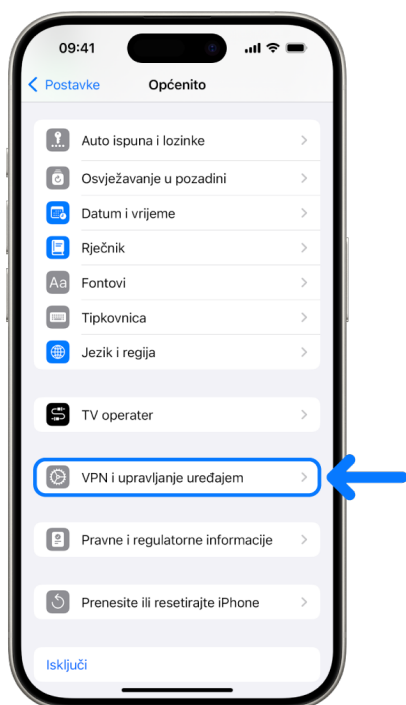 09:41
Postavke
Općenito
Auto ispuna i lozinke
Osvježavanje u pozadini
Datum i vrijeme
Rječnik
Aa
Fontovi
Tipkovnica
Jezik i regija
TV operater
VPN i upravljanje uređajem
Pravne i regulatorne informacije
Prenesite ili resetirajte iPhone
Isključi